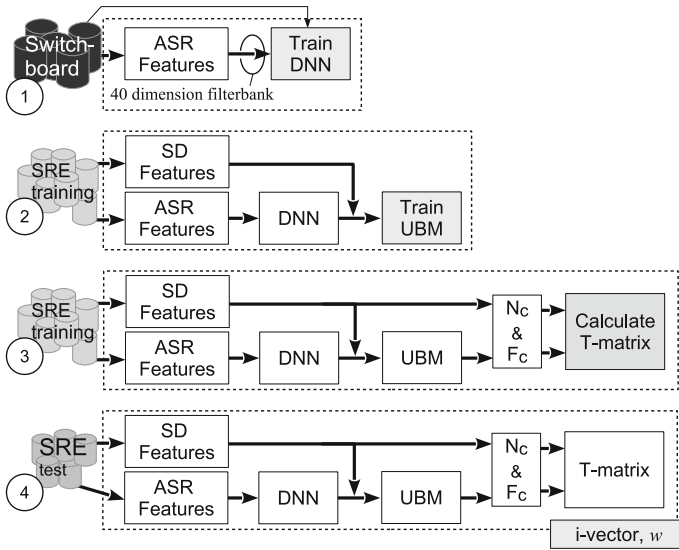 Switch-
board
ASR
Features
Train
DNN
40 dimension filterbank
1
SRE
training
SD
Features
ASR
Features
DNN
Train
UBM
2
SRE
training
SD
Features
ASR
Features
DNN
UBM
Nc
&
Fc
Calculate
T-matrix
3
SRE
test
SD
Features
ASR
Features
DNN
UBM
Nc
&
Fc
T-matrix
4
i-vector, w